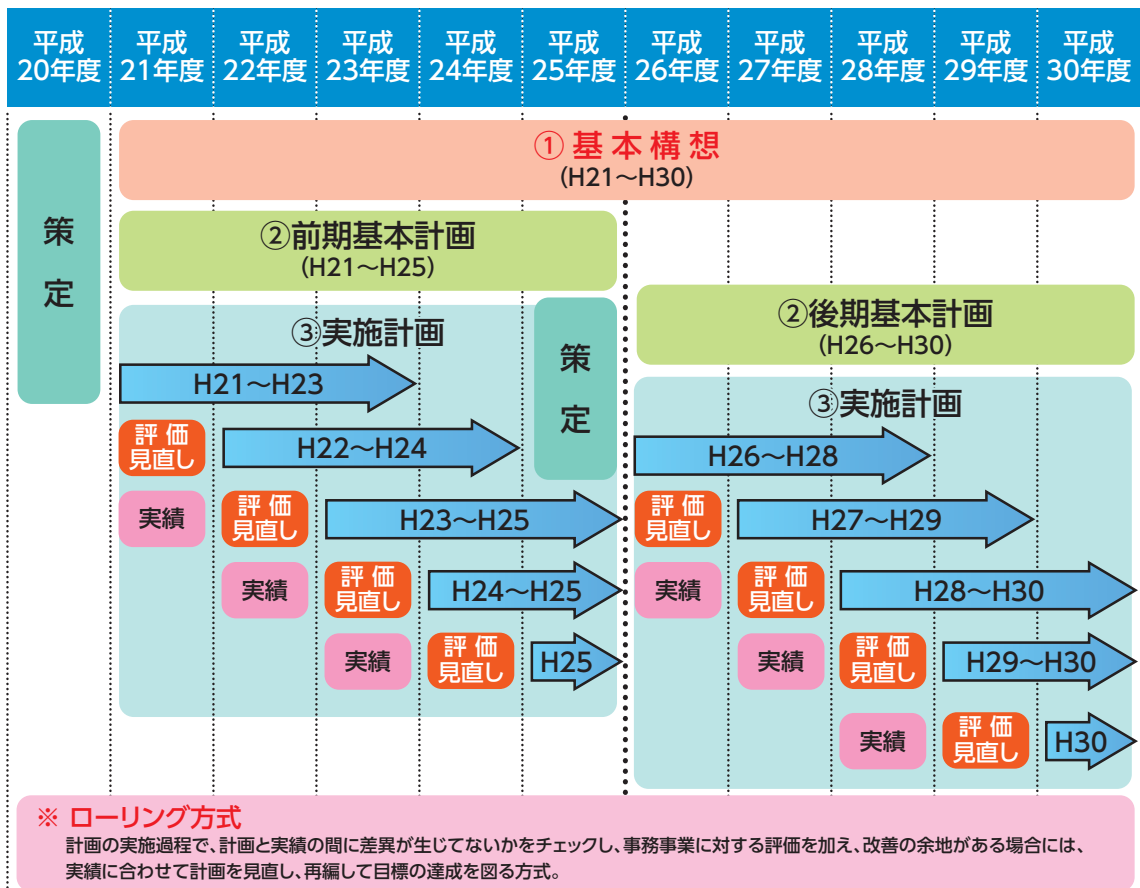 平成 平成 平成 平成 平成 平成 平成 平成 平成 平成 平成
20年度 21年度 22年度 23年度 24年度 25年度 26年度 27年度 28年度 29年度 30年度
策定
①基本構想
(H21～H30)
②前期基本計画
(H21～H25)
③実施計画
H21～H23
評価
見直し
H22～H24
実績
評価
見直し
H23～H25
実績
評価
見直し
H24～H25
実績
評価
見直し
H25
策定
②後期基本計画
(H26～H30)
③実施計画
H26～H28
評価
見直し
H27～H29
実績
評価
見直し
H28～H30
実績
評価
見直し
H29～H30
実績
評価
見直し
H30
※ ローリング方式
計画の実施過程で、計画と実績の間に差異が生じてないかをチェックし、事務事業に対する評価を加え、改善の余地がある場合には、
実績に合わせて計画を見直し、再編して目標の達成を図る方式。